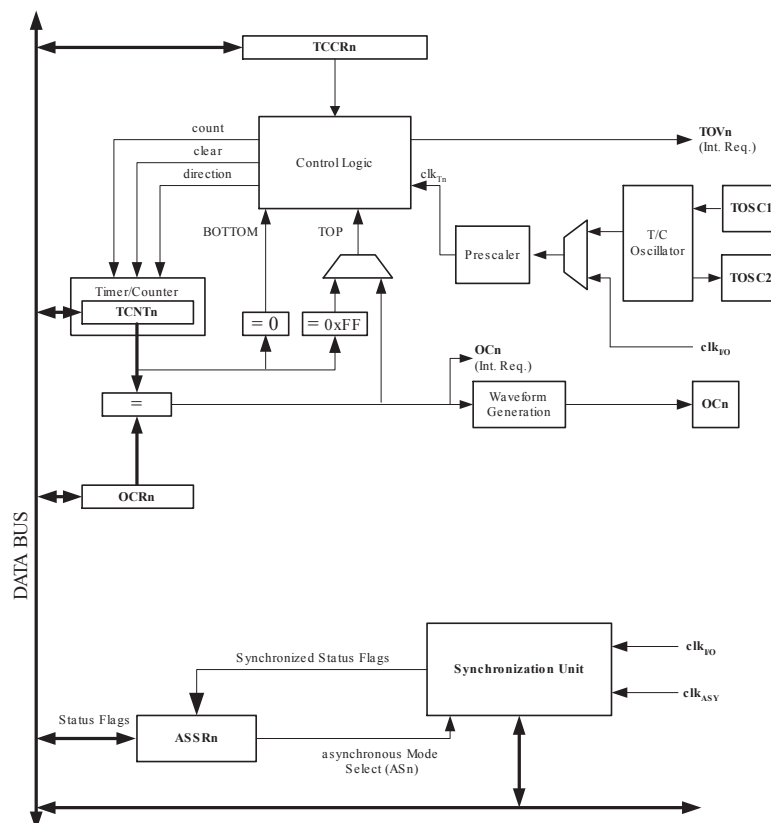 TCCRn
count
clear
direction
Control Logic
TOVn
(Int. Req.)
clkTn
BOTTOM
TOP
Prescaler
T/C
Oscillator
TOSC1
TOSC2
Timer/Counter
TCNTn
= 0
= 0xFF
OCn
(Int. Req.)
clkI/O
=
Waveform
Generation
OCn
OCRn
DATA BUS
Synchronized Status Flags
Synchronization Unit
clkI/O
clkASY
Status Flags
ASSRn
asynchronous Mode
Select (ASn)